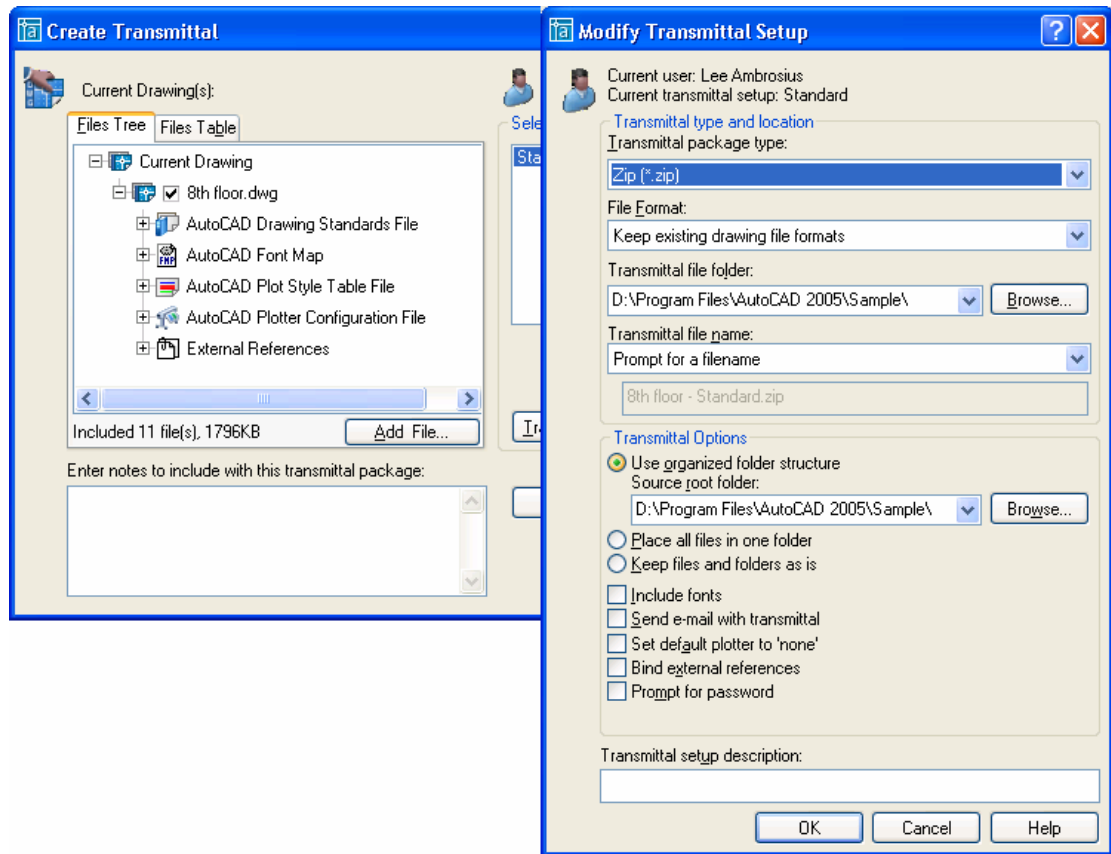 Create Transmittal
Current Drawing(s):
Files Tree
Files Table
Current Drawing
8th floor.dwg
AutoCAD Drawing Standards File
FMP
AutoCAD Font Map
AutoCAD Plot Style Table File
AutoCAD Plotter Configuration File
External References
Included 11 file(s), 1796KB
Add File...
Enter notes to include with this transmittal package:
Sele
Sta
Tr
Modify Transmittal Setup
Current user: Lee Ambrosius
Current transmittal setup: Standard
Transmittal type and location
Transmittal package type:
Zip (*.zip)
File Format:
Keep existing drawing file formats
Transmittal file folder:
D:\Program Files\AutoCAD 2005\Sample\
Browse...
Transmittal file name:
Prompt for a filename
8th floor - Standard.zip
Transmittal Options
Use organized folder structure
Source root folder:
D:\Program Files\AutoCAD 2005\Sample\
Browse...
Place all files in one folder
Keep files and folders as is
Include fonts
Send e-mail with transmittal
Set default plotter to 'none'
Bind external references
Prompt for password
Transmittal setup description:
OK
Cancel
Help